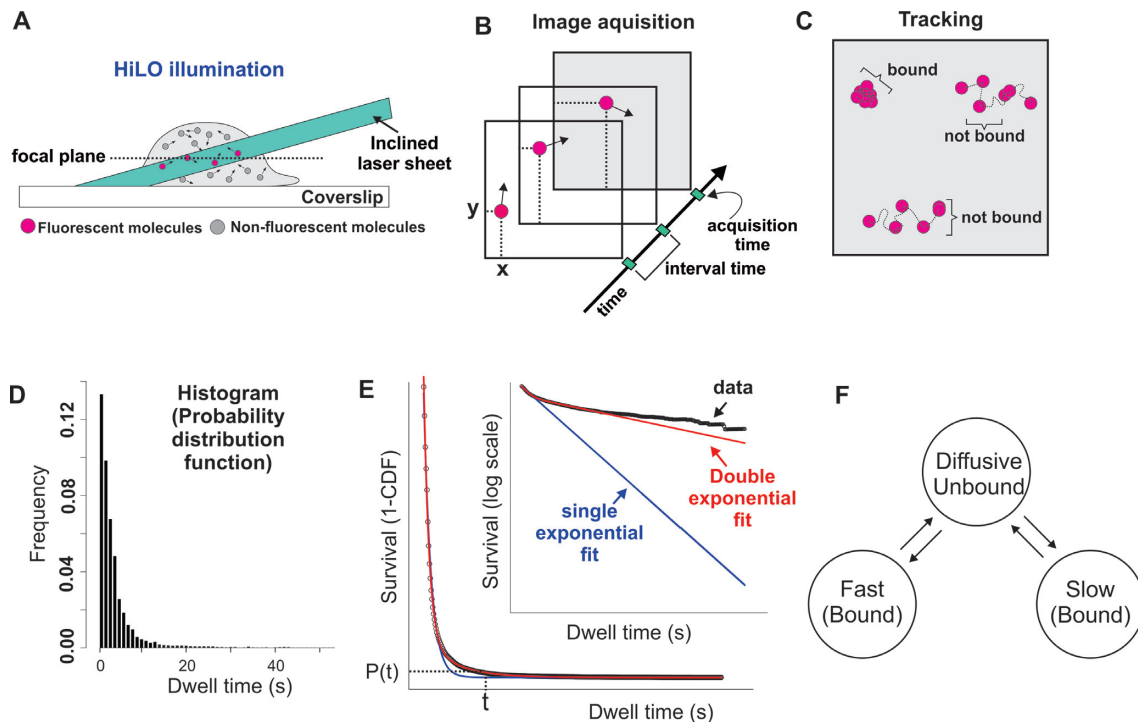 A
HiLO illumination
focal plane
Inclined
laser sheet
Coverslip
Fluorescent molecules
Non-fluorescent molecules
B
Image aquisition
y
x
acquisition
time
interval time
time
C
Tracking
bound
not bound
not bound
D
Histogram
(Probability
distribution
function)
Frequency
0.12
0.08
0.04
0.00
0
20
40
Dwell time (s)
E
Survival (1-CDF)
P(t)
t
Dwell time (s)
Survival (log scale)
data
Double
exponential
fit
single
exponential
fit
Dwell time (s)
F
Diffusive
Unbound
Fast
(Bound)
Slow
(Bound)